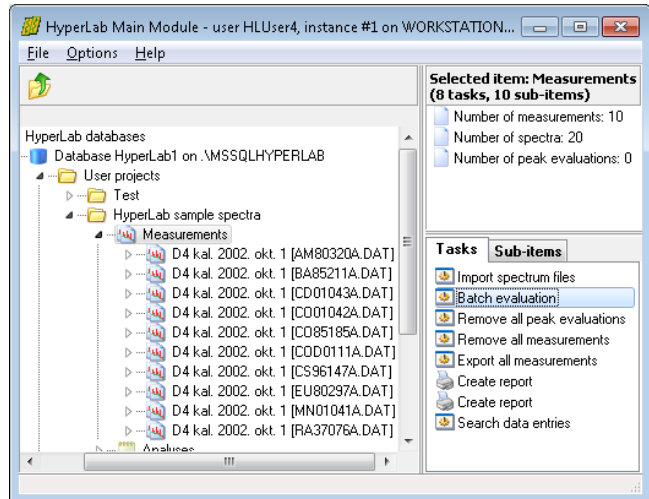 HyperLab Main Module - user HLUser4, instance #1 on WORKSTATION...
File Options Help
HyperLab databases
Database HyperLab1 on .\MSSQLHYPERLAB
User projects
Test
HyperLab sample spectra
Measurements
D4 kal. 2002. okt. 1 [AM80320A.DAT]
D4 kal. 2002. okt. 1 [BA85211A.DAT]
D4 kal. 2002. okt. 1 [CD01043A.DAT]
D4 kal. 2002. okt. 1 [CO01042A.DAT]
D4 kal. 2002. okt. 1 [CO85185A.DAT]
D4 kal. 2002. okt. 1 [COD0111A.DAT]
D4 kal. 2002. okt. 1 [CS96147A.DAT]
D4 kal. 2002. okt. 1 [EU80297A.DAT]
D4 kal. 2002. okt. 1 [MN01041A.DAT]
D4 kal. 2002. okt. 1 [RA37076A.DAT]
Analyses
Selected item: Measurements
(8 tasks, 10 sub-items)
Number of measurements: 10
Number of spectra: 20
Number of peak evaluations: 0
Tasks Sub-items
Import spectrum files
Batch evaluation
Remove all peak evaluations
Remove all measurements
Export all measurements
Create report
Create report
Search data entries